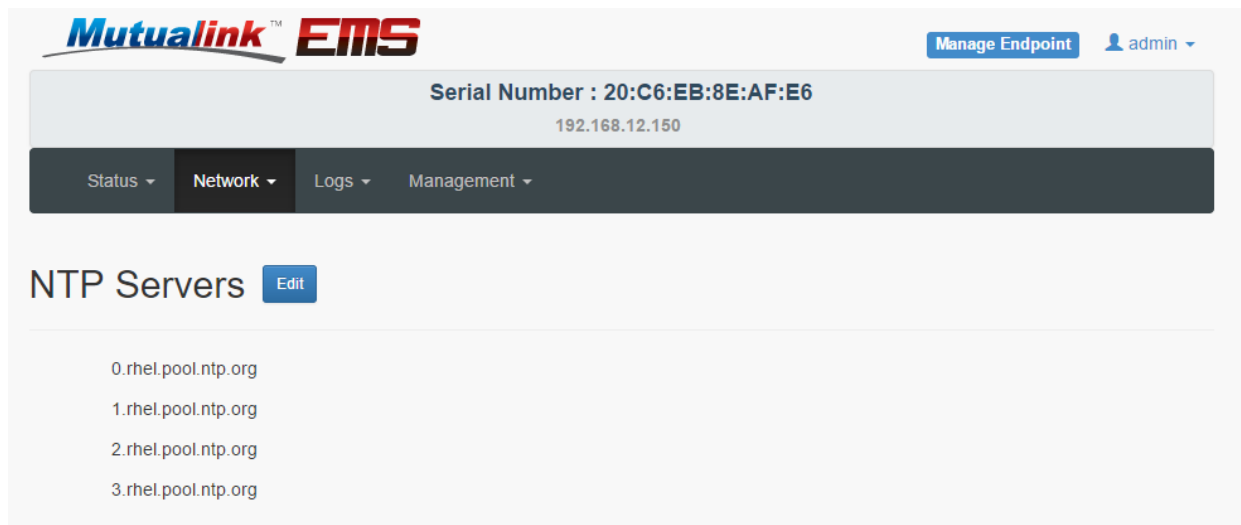 Mutualink™ EMS
Manage Endpoint admin
Serial Number : 20:C6:EB:8E:AF:E6
192.168.12.150
Status Network Logs Management
NTP Servers Edit
0.rhel.pool.ntp.org
1.rhel.pool.ntp.org
2.rhel.pool.ntp.org
3.rhel.pool.ntp.org